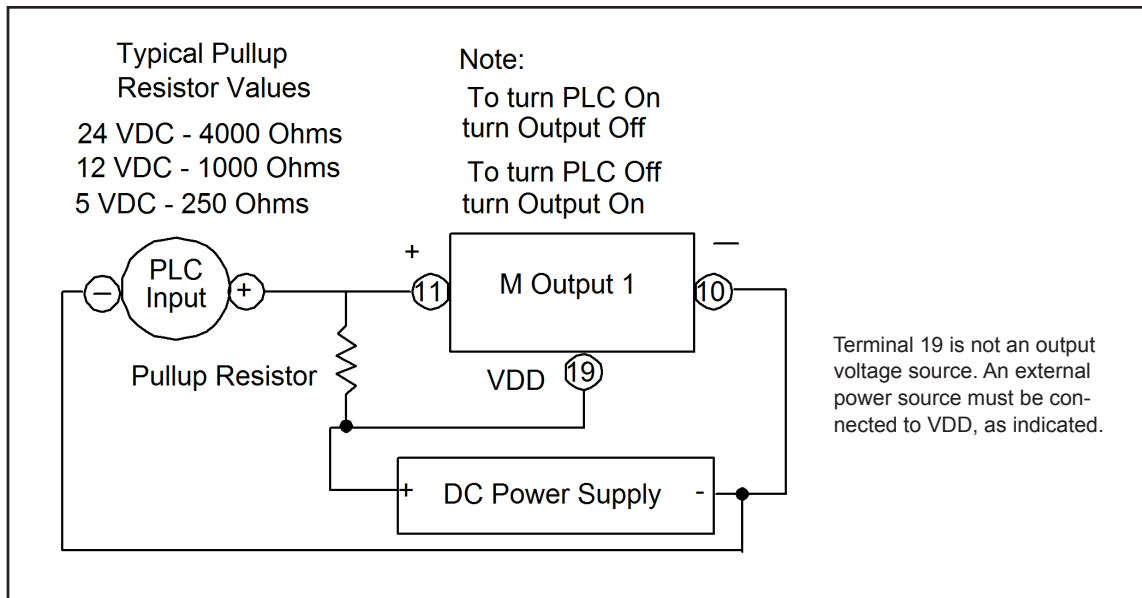 Typical Pullup
Resistor Values
24 VDC - 4000 Ohms
12 VDC - 1000 Ohms
5 VDC - 250 Ohms
Note:
To turn PLC On
turn Output Off
To turn PLC Off
turn Output On
− PLC
Input +
+
11
M Output 1
—
10
Pullup Resistor
VDD
19
+ DC Power Supply -
Terminal 19 is not an output
voltage source. An external
power source must be con-
nected to VDD, as indicated.